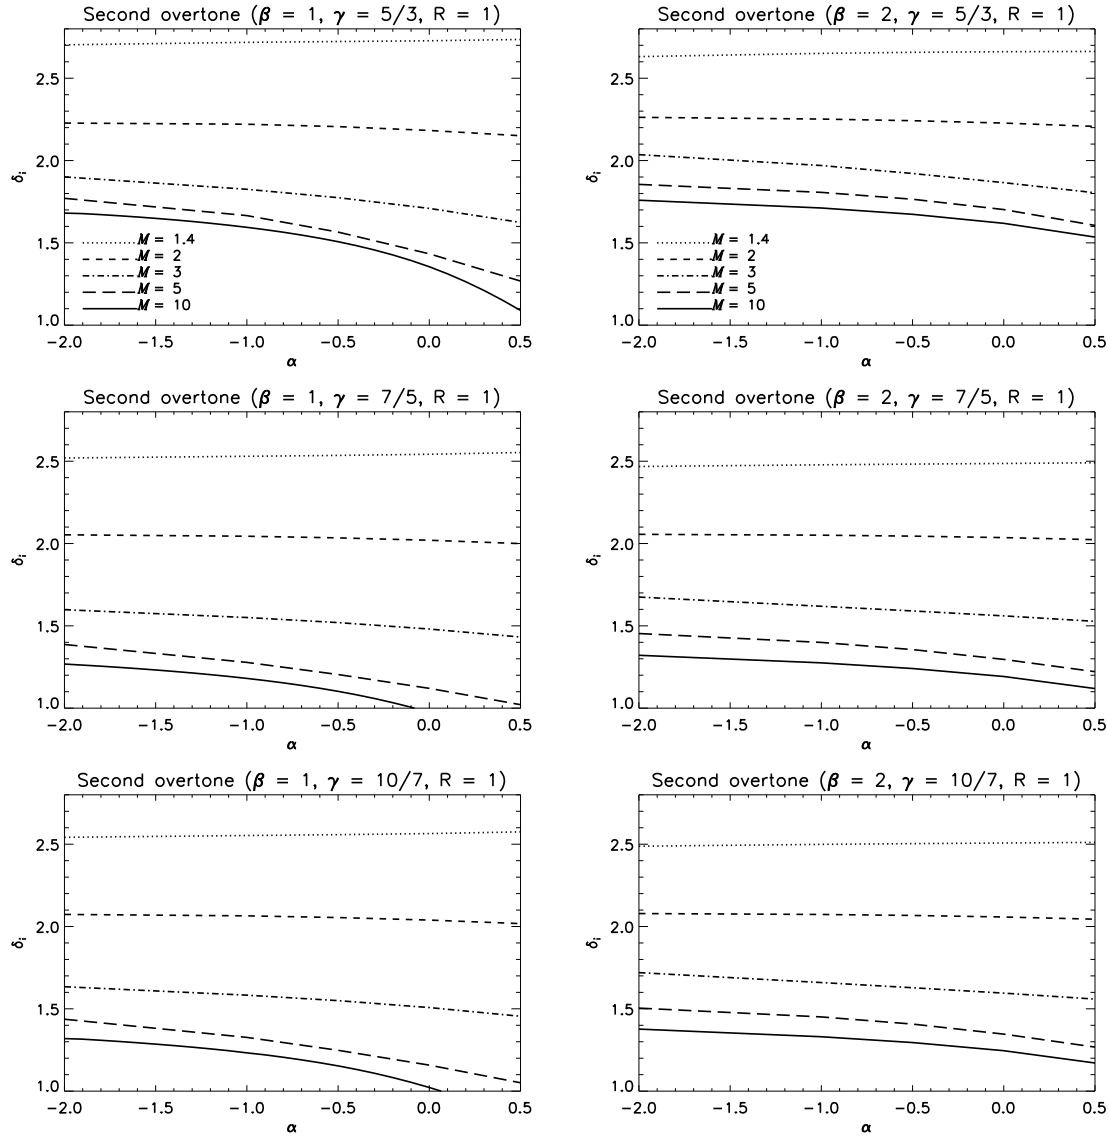 Second overtone (β = 1, γ = 5/3, R = 1)
2.5
2.0
δi
1.5
M = 1.4
M = 2
M = 3
M = 5
M = 10
1.0
−2.0 −1.5 −1.0 −0.5 0.0 0.5
α
Second overtone (β = 2, γ = 5/3, R = 1)
2.5
2.0
δi
1.5
M = 1.4
M = 2
M = 3
M = 5
M = 10
1.0
−2.0 −1.5 −1.0 −0.5 0.0 0.5
α
Second overtone (β = 1, γ = 7/5, R = 1)
2.5
2.0
δi
1.5
1.0
−2.0 −1.5 −1.0 −0.5 0.0 0.5
α
Second overtone (β = 2, γ = 7/5, R = 1)
2.5
2.0
δi
1.5
1.0
−2.0 −1.5 −1.0 −0.5 0.0 0.5
α
Second overtone (β = 1, γ = 10/7, R = 1)
2.5
2.0
δi
1.5
1.0
−2.0 −1.5 −1.0 −0.5 0.0 0.5
α
Second overtone (β = 2, γ = 10/7, R = 1)
2.5
2.0
δi
1.5
1.0
−2.0 −1.5 −1.0 −0.5 0.0 0.5
α